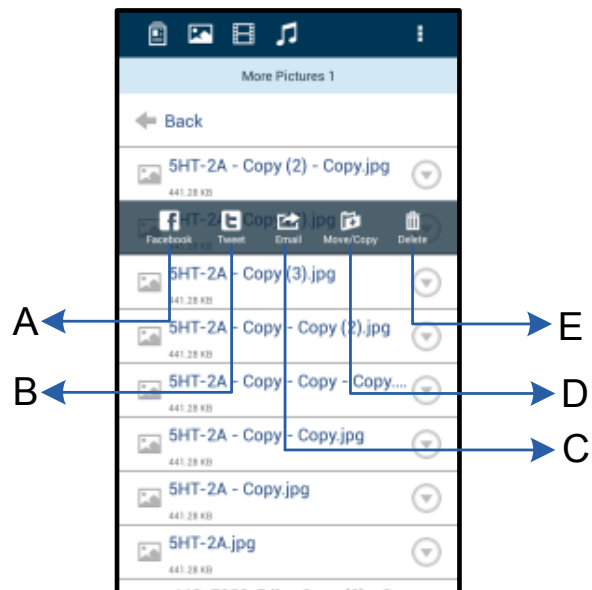 More Pictures 1
Back
5HT-2A - Copy (2) - Copy.jpg
441.28 KB
Facebook Tweet Email Move/Copy Delete
5HT-2A - Copy (3).jpg
441.28 KB
A
E
5HT-2A - Copy - Copy (2).jpg
441.28 KB
B
5HT-2A - Copy - Copy - Copy....
D
441.28 KB
5HT-2A - Copy - Copy.jpg
C
441.28 KB
5HT-2A - Copy.jpg
441.28 KB
5HT-2A.jpg
441.28 KB